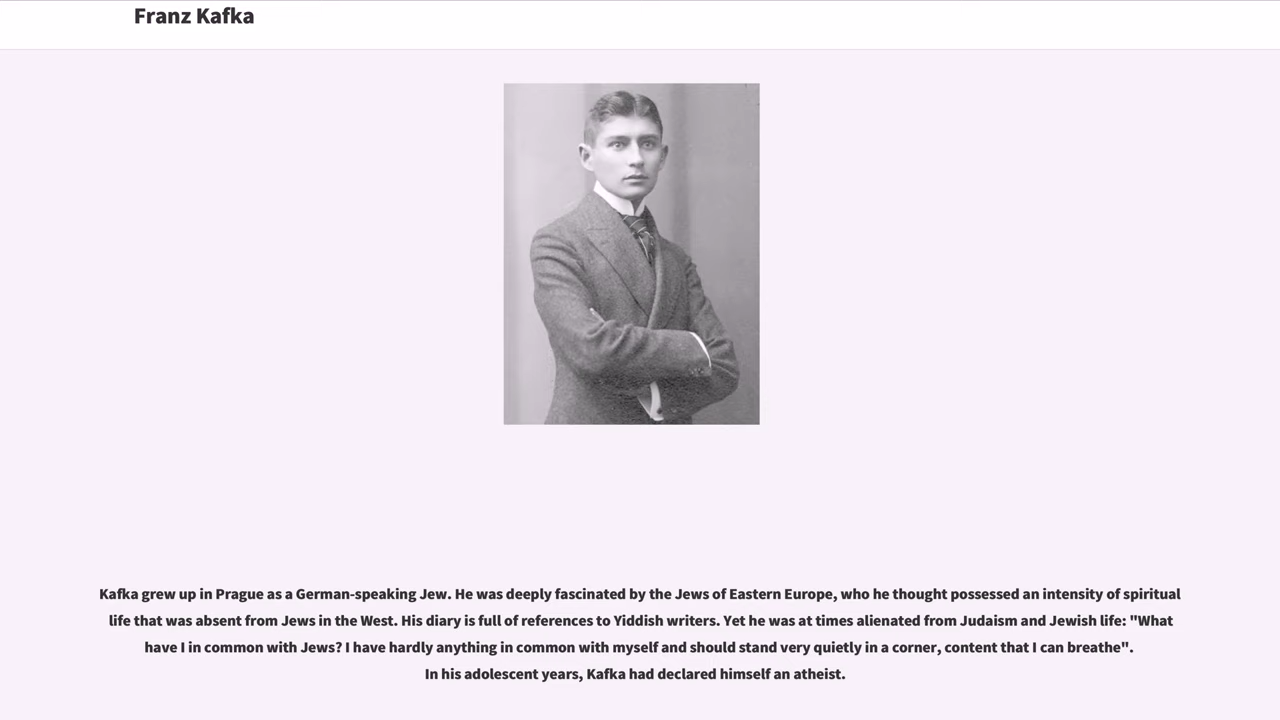 Franz Kafka
Kafka grew up in Prague as a German-speaking Jew. He was deeply fascinated by the Jews of Eastern Europe, who he thought possessed an intensity of spiritual
life that was absent from Jews in the West. His diary is full of references to Yiddish writers. Yet he was at times alienated from Judaism and Jewish life: "What
have I in common with Jews? I have hardly anything in common with myself and should stand very quietly in a corner, content that I can breathe".
In his adolescent years, Kafka had declared himself an atheist.